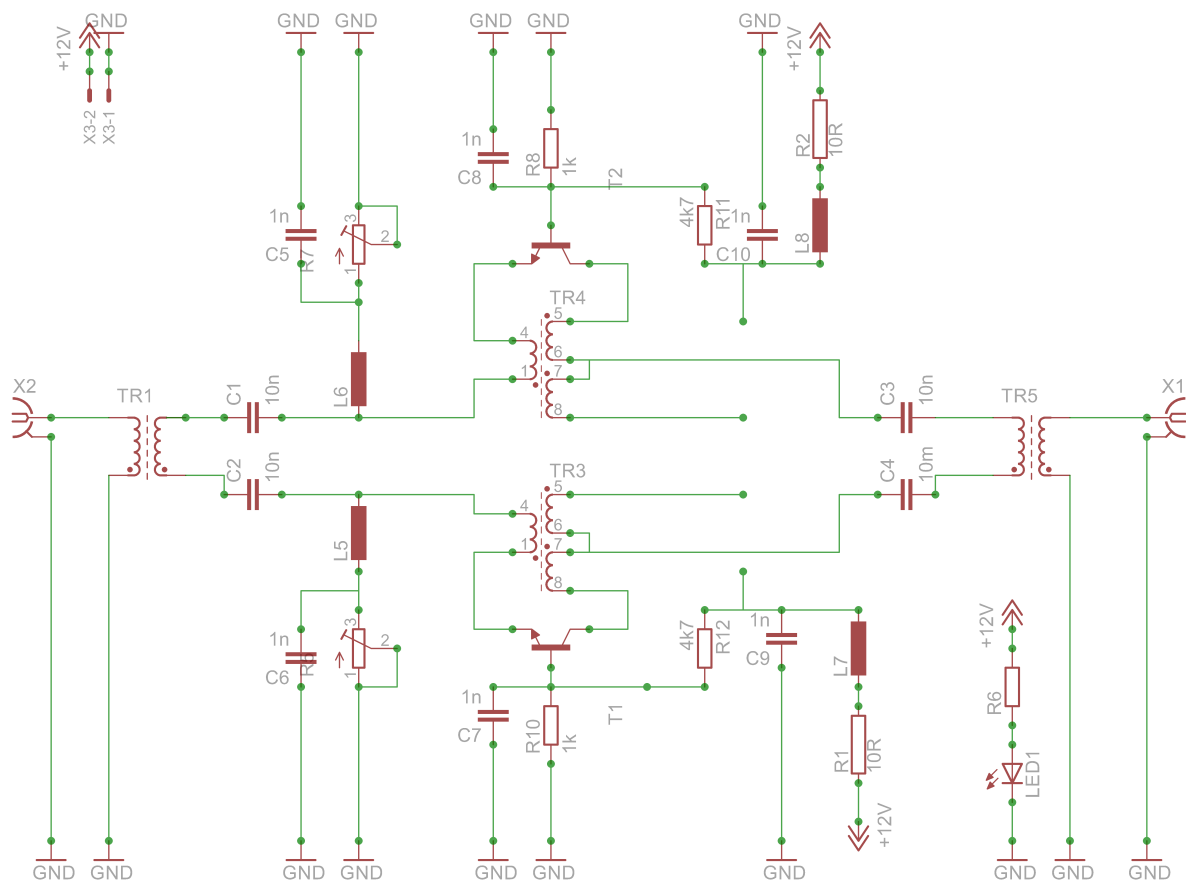 GND
+12V
X3-2
X3-1
GND
GND
GND
GND
GND
+12V
1n
C8
R8
1k
T2
R2
10R
1n
C5
R7
3
2
1
4k7
R11
1n
C10
L8
TR4
5
4
6
1
7
8
L6
X2
TR1
C1
10n
C2
10n
C3
10n
C4
10m
TR5
X1
TR3
5
4
6
1
7
8
L5
1n
C6
3
2
1
4k7
R12
1n
C9
L7
1n
C7
R10
1k
T1
R1
10R
+12V
+12V
R6
LED1
GND
GND
GND
GND
GND
GND
GND
GND
GND
GND